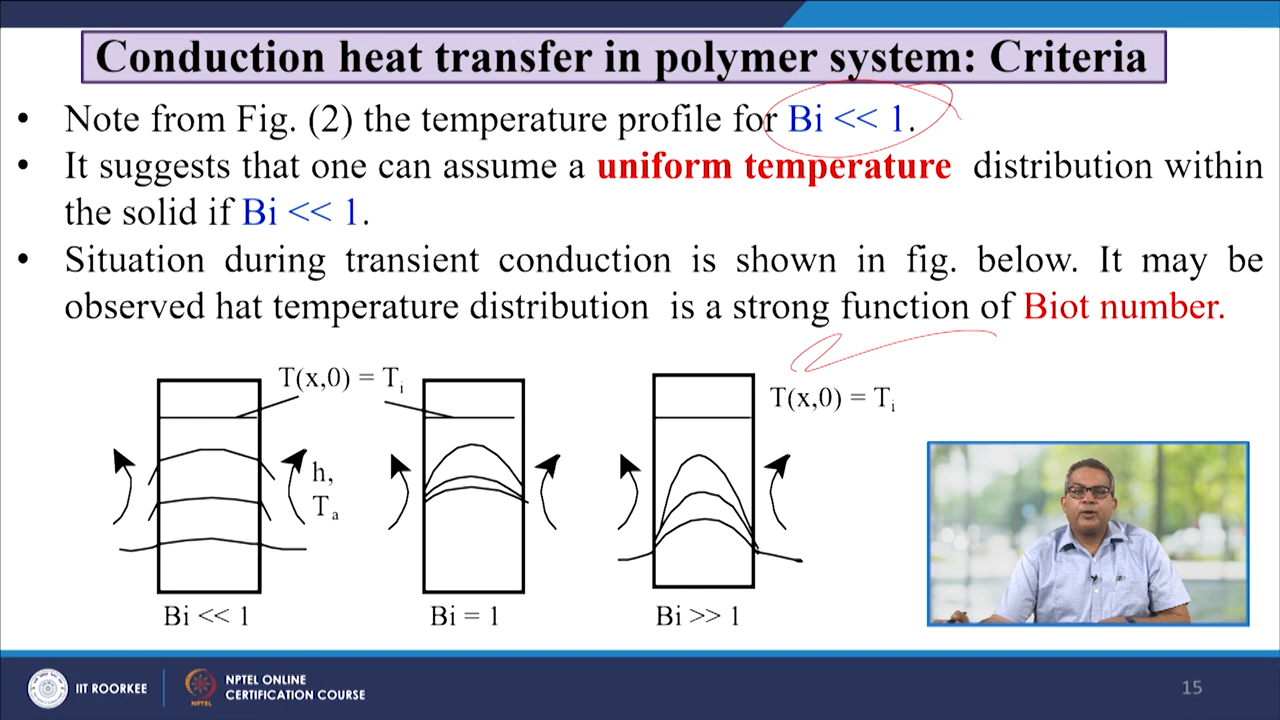 Conduction heat transfer in polymer system: Criteria
• Note from Fig. (2) the temperature profile for Bi << 1.
• It suggests that one can assume a uniform temperature distribution within
the solid if Bi << 1.
• Situation during transient conduction is shown in fig. below. It may be
observed hat temperature distribution is a strong function of Biot number.
T(x,0) = Ti
T(x,0) = Ti
h,
Ta
Bi << 1
Bi = 1
Bi >> 1
IIT ROORKEE
NPTEL
NPTEL ONLINE
CERTIFICATION COURSE
15